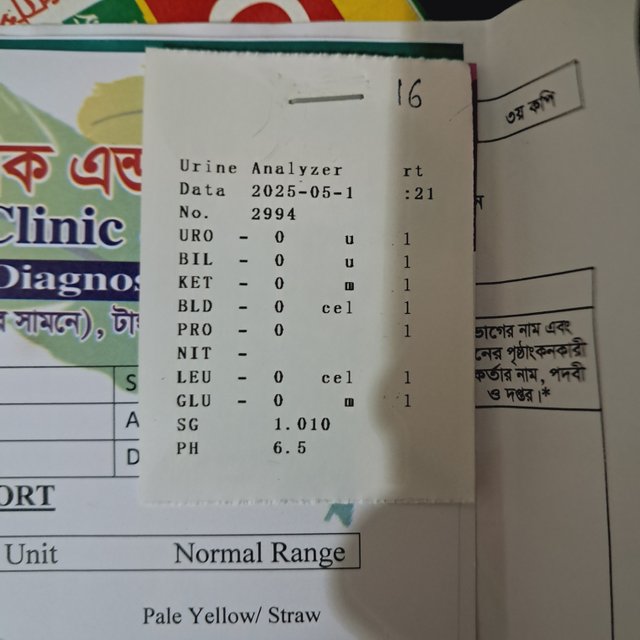 16
৩য় কপি
Urine Analyzer rt
Data 2025-05-1 :21
No. 2994
URO - 0 u 1
BIL - 0 u 1
KET - 0 m 1
BLD - 0 cel 1
PRO - 0 1
NIT -
LEU - 0 cel 1
GLU - 0 m 1
SG 1.010
PH 6.5
ক এন্ড
Clinic
Diagnos
র সামনে), টা
S
A
D
ORT
Unit Normal Range
Pale Yellow/ Straw
ভাগের নাম এবং
নের পৃষ্ঠাংকনকারী
কর্তার নাম, পদবী
ও দপ্তর।*